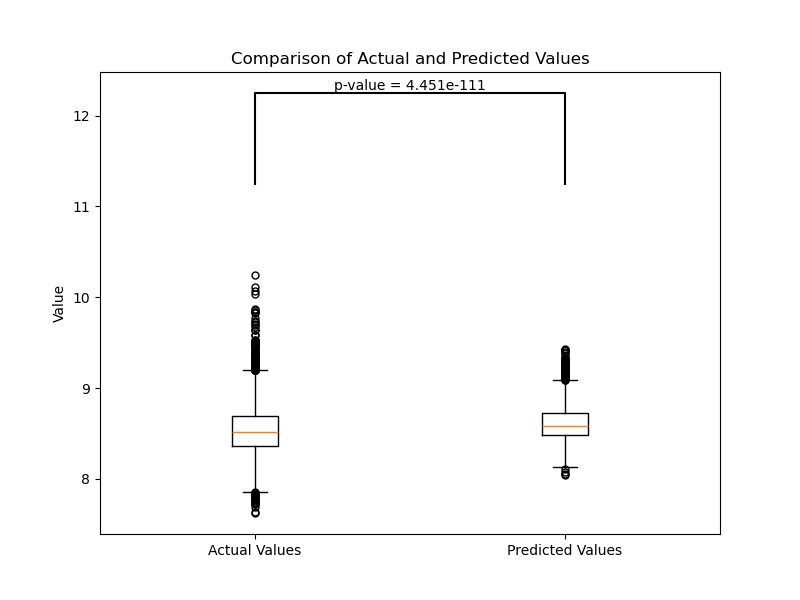 Comparison of Actual and Predicted Values
p-value = 4.451e-111
12
11
10
9
8
Value
Actual Values
Predicted Values